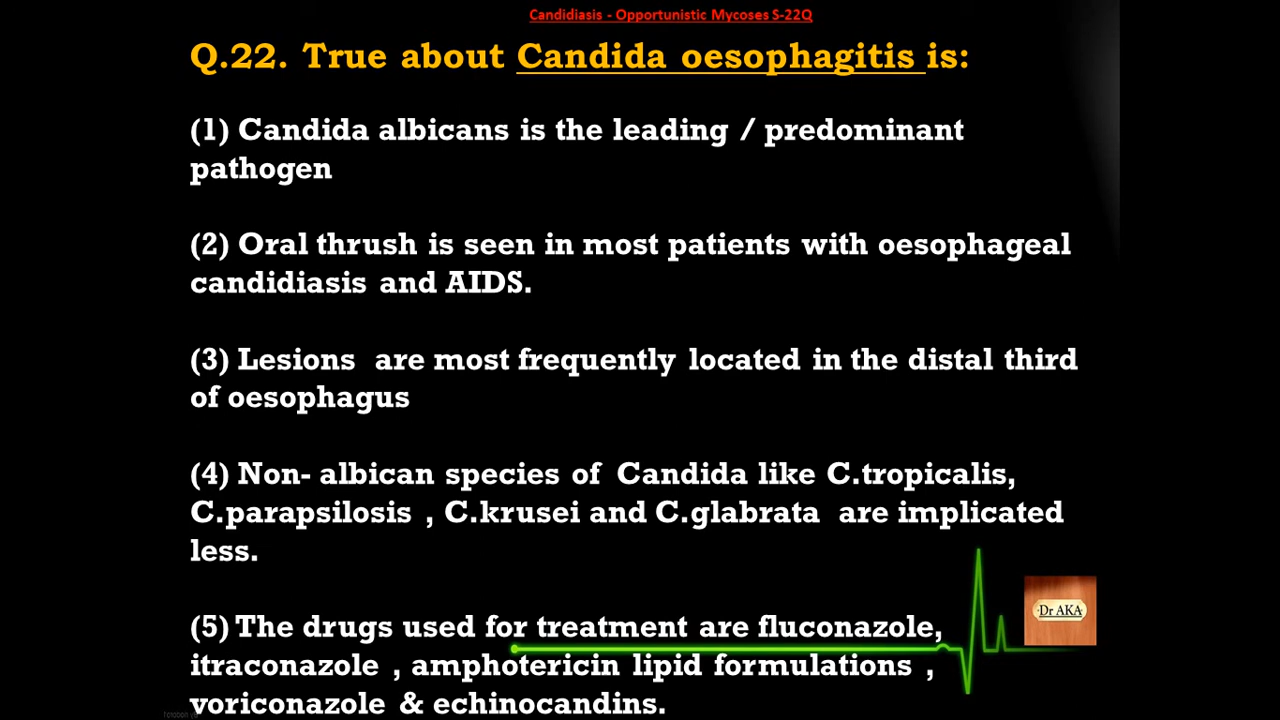 Candidiasis - Opportunistic Mycoses S-22Q
Q.22. True about Candida oesophagitis is:
(1) Candida albicans is the leading / predominant
pathogen
(2) Oral thrush is seen in most patients with oesophageal
candidiasis and AIDS.
(3) Lesions are most frequently located in the distal third
of oesophagus
(4) Non- albican species of Candida like C.tropicalis,
C.parapsilosis , C.krusei and C.glabrata are implicated
less.
(5) The drugs used for treatment are fluconazole,
itraconazole , amphotericin lipid formulations ,
voriconazole & echinocandins.
Dr AKA